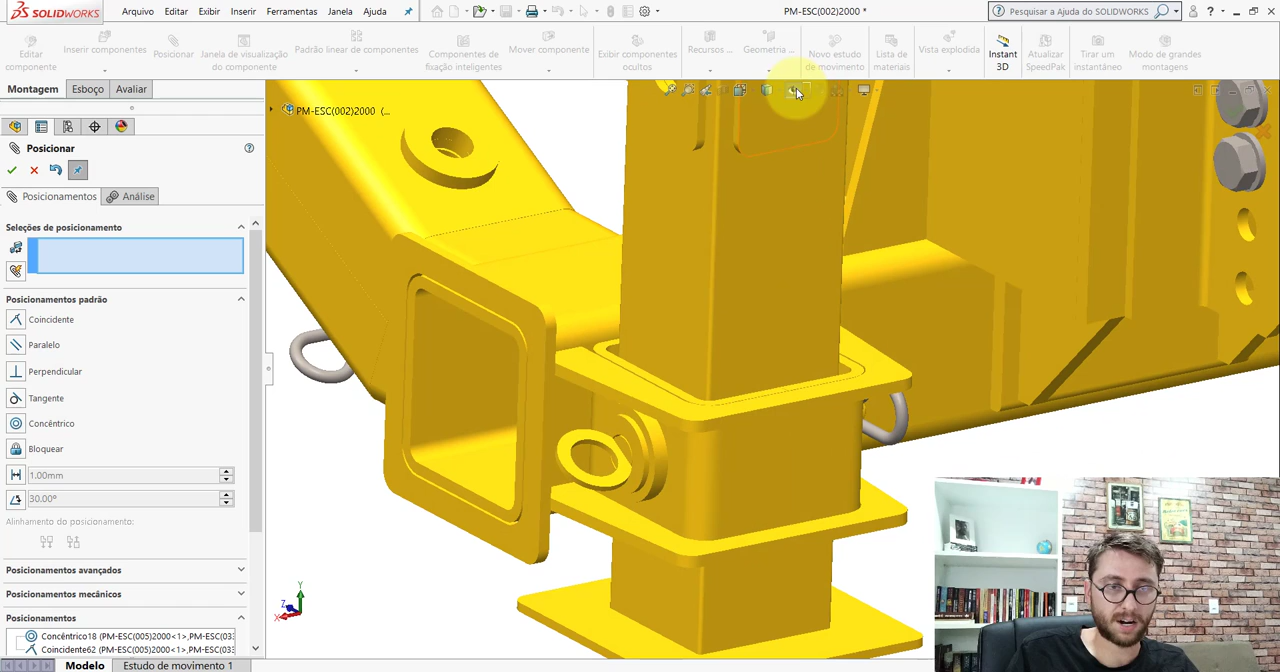 SOLIDWORKS
Arquivo
Editar
Exibir
Inserir
Ferramentas
Janela
Ajuda
PM-ESC(002)2000 *
Pesquisar a Ajuda do SOLIDWORKS
Editar componente
Inserir componentes
Posicionar
Janela de visualização do componente
Padrão linear de componentes
Componentes de fixação inteligentes
Mover componente
Exibir componentes ocultos
Recursos ...
Geometria ...
Novo estudo de movimento
Lista de materiais
Vista explodida
Instant 3D
Atualizar SpeedPak
Tirar um instantâneo
Modo de grandes montagens
Montagem
Esboço
Avaliar
PM-ESC(002)2000 (...
Posicionar
Posicionamentos
Análise
Seleções de posicionamento
Posicionamentos padrão
Coincidente
Paralelo
Perpendicular
Tangente
Concêntrico
Bloquear
1.00mm
30.00°
Alinhamento do posicionamento:
Posicionamentos avançados
Posicionamentos mecânicos
Posicionamentos
Concêntrico18 (PM-ESC(005)2000<1>,PM-ESC(03
Coincidente62 (PM-ESC(005)2000<1>,PM-ESC(03
Y
Z
X
Modelo
Estudo de movimento 1